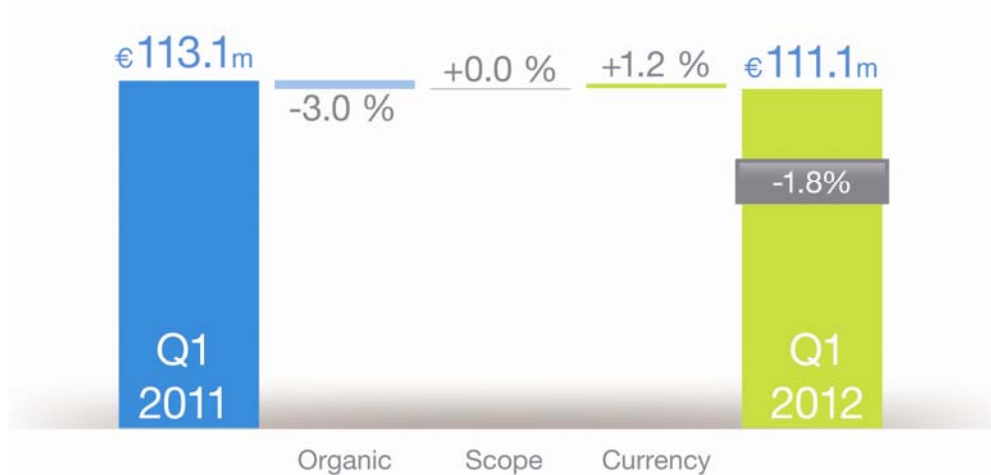 €113.1m
-3.0 %
+0.0 %
+1.2 %
€111.1m
-1.8%
Q1
2011
Q1
2012
Organic
Scope
Currency